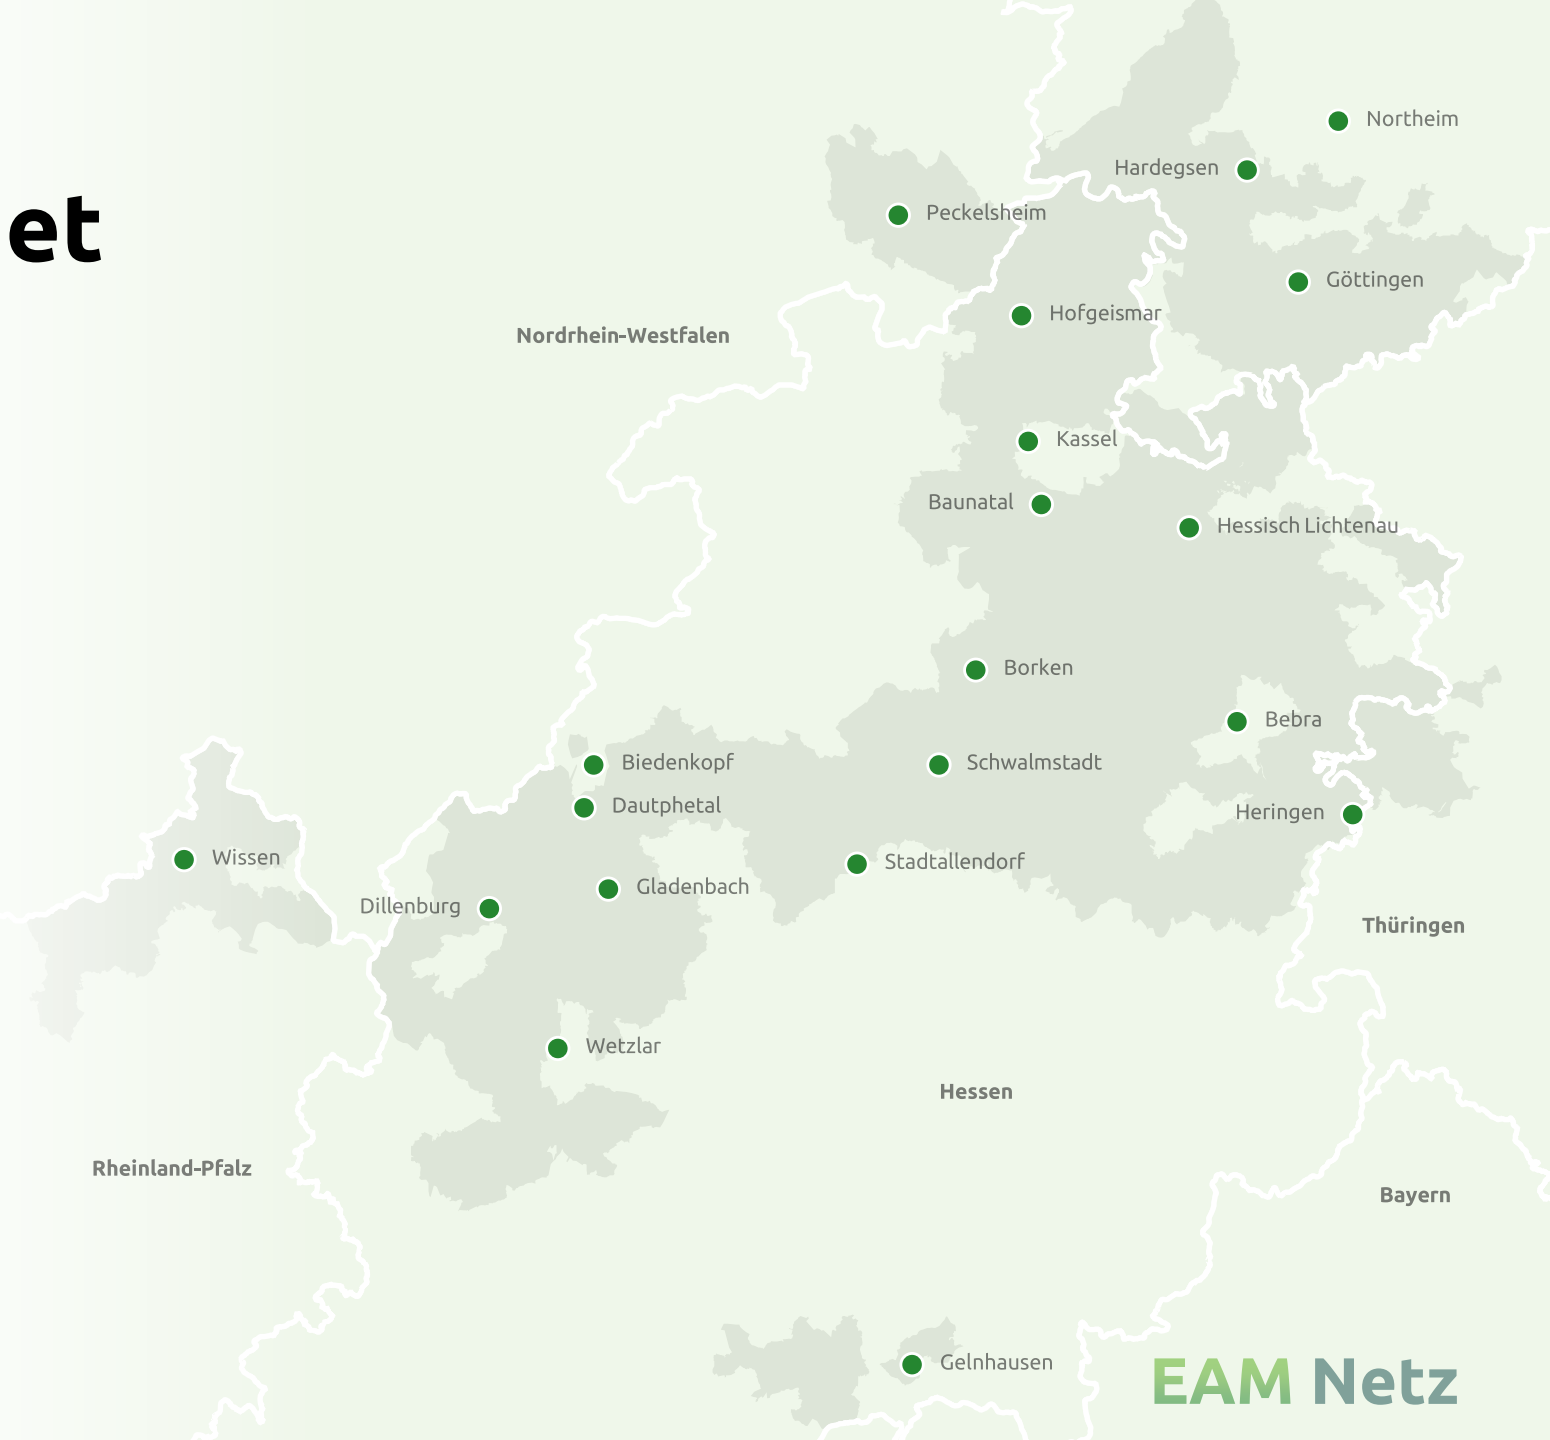 Northeim
Hardegsen
et
Peckelsheim
Göttingen
Hofgeismar
Nordrhein-Westfalen
Kassel
Baunatal
Hessisch Lichtenau
Borken
Bebra
Biedenkopf
Schwalmstadt
Dautphetal
Heringen
Wissen
Stadtallendorf
Gladenbach
Dillenburg
Thüringen
Wetzlar
Hessen
Rheinland-Pfalz
Bayern
Gelnhausen
EAM Netz